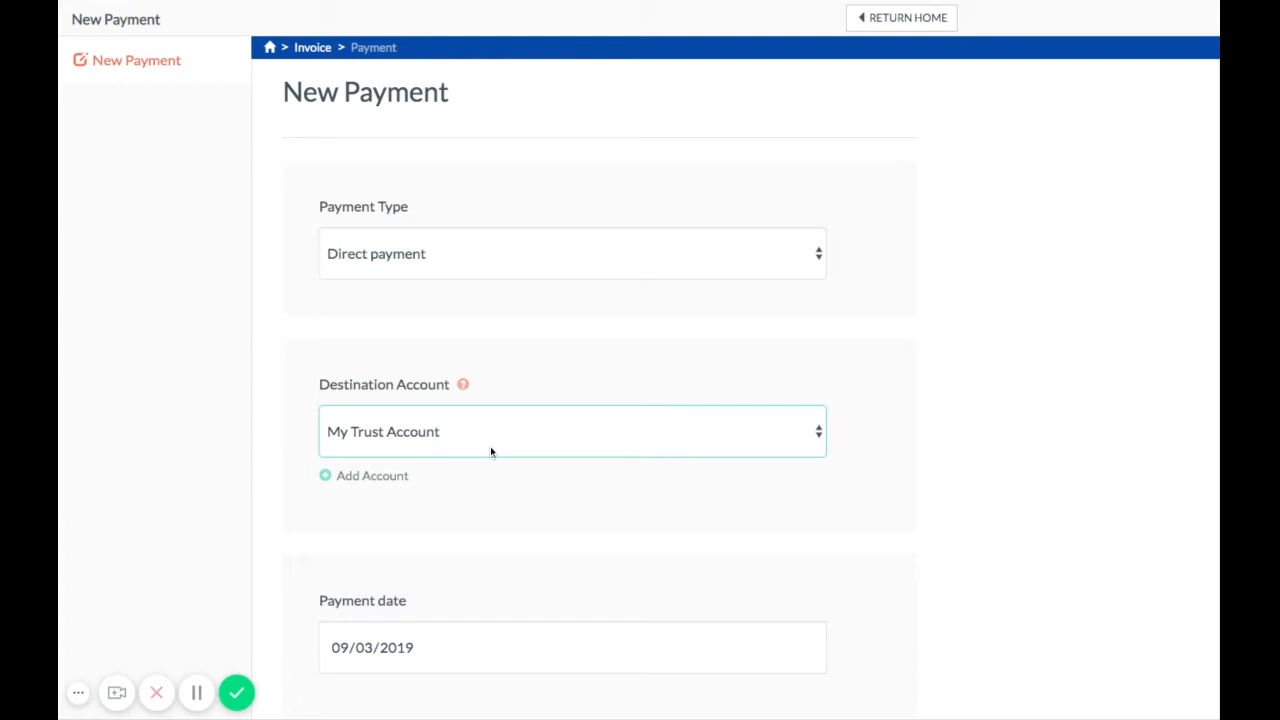 New Payment
RETURN HOME
New Payment
> Invoice > Payment
New Payment
Payment Type
Direct payment
Destination Account ?
My Trust Account
Add Account
Payment date
09/03/2019